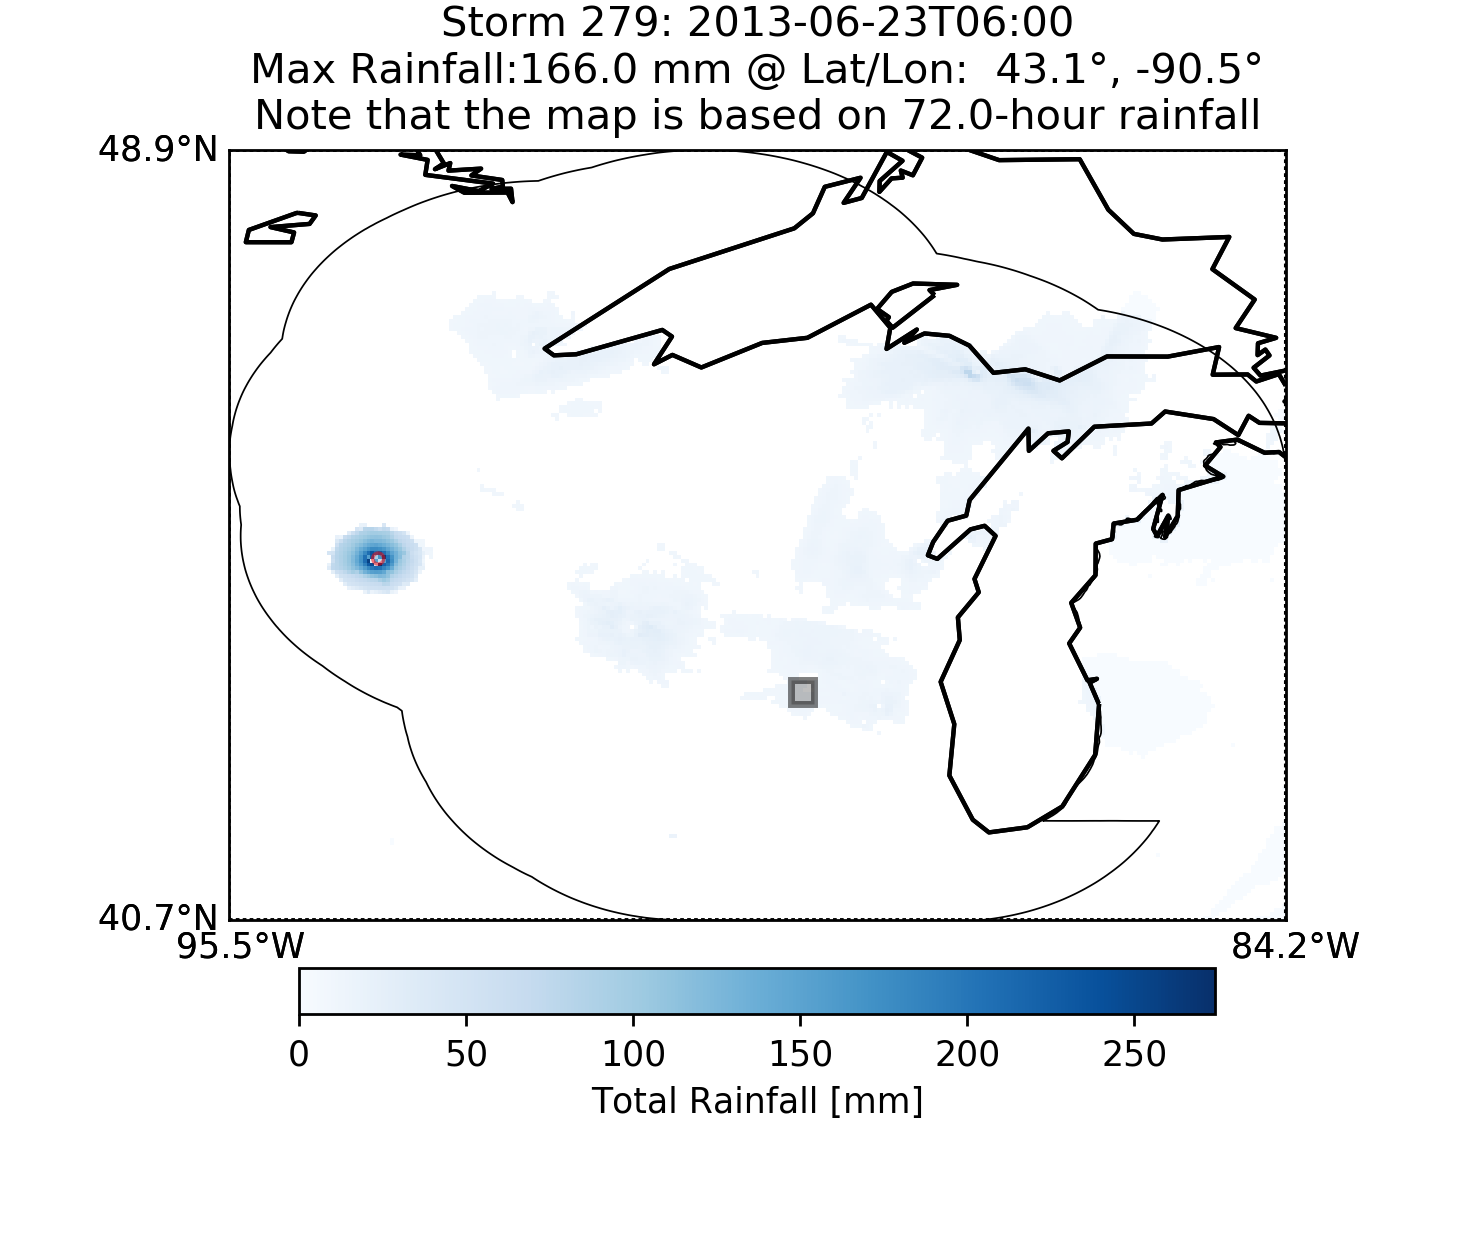 Storm 279: 2013-06-23T06:00
Max Rainfall:166.0 mm @ Lat/Lon:  43.1°, -90.5°
Note that the map is based on 72.0-hour rainfall
48.9°N
40.7°N
95.5°W 84.2°W
0 50 100 150 200 250
Total Rainfall [mm]